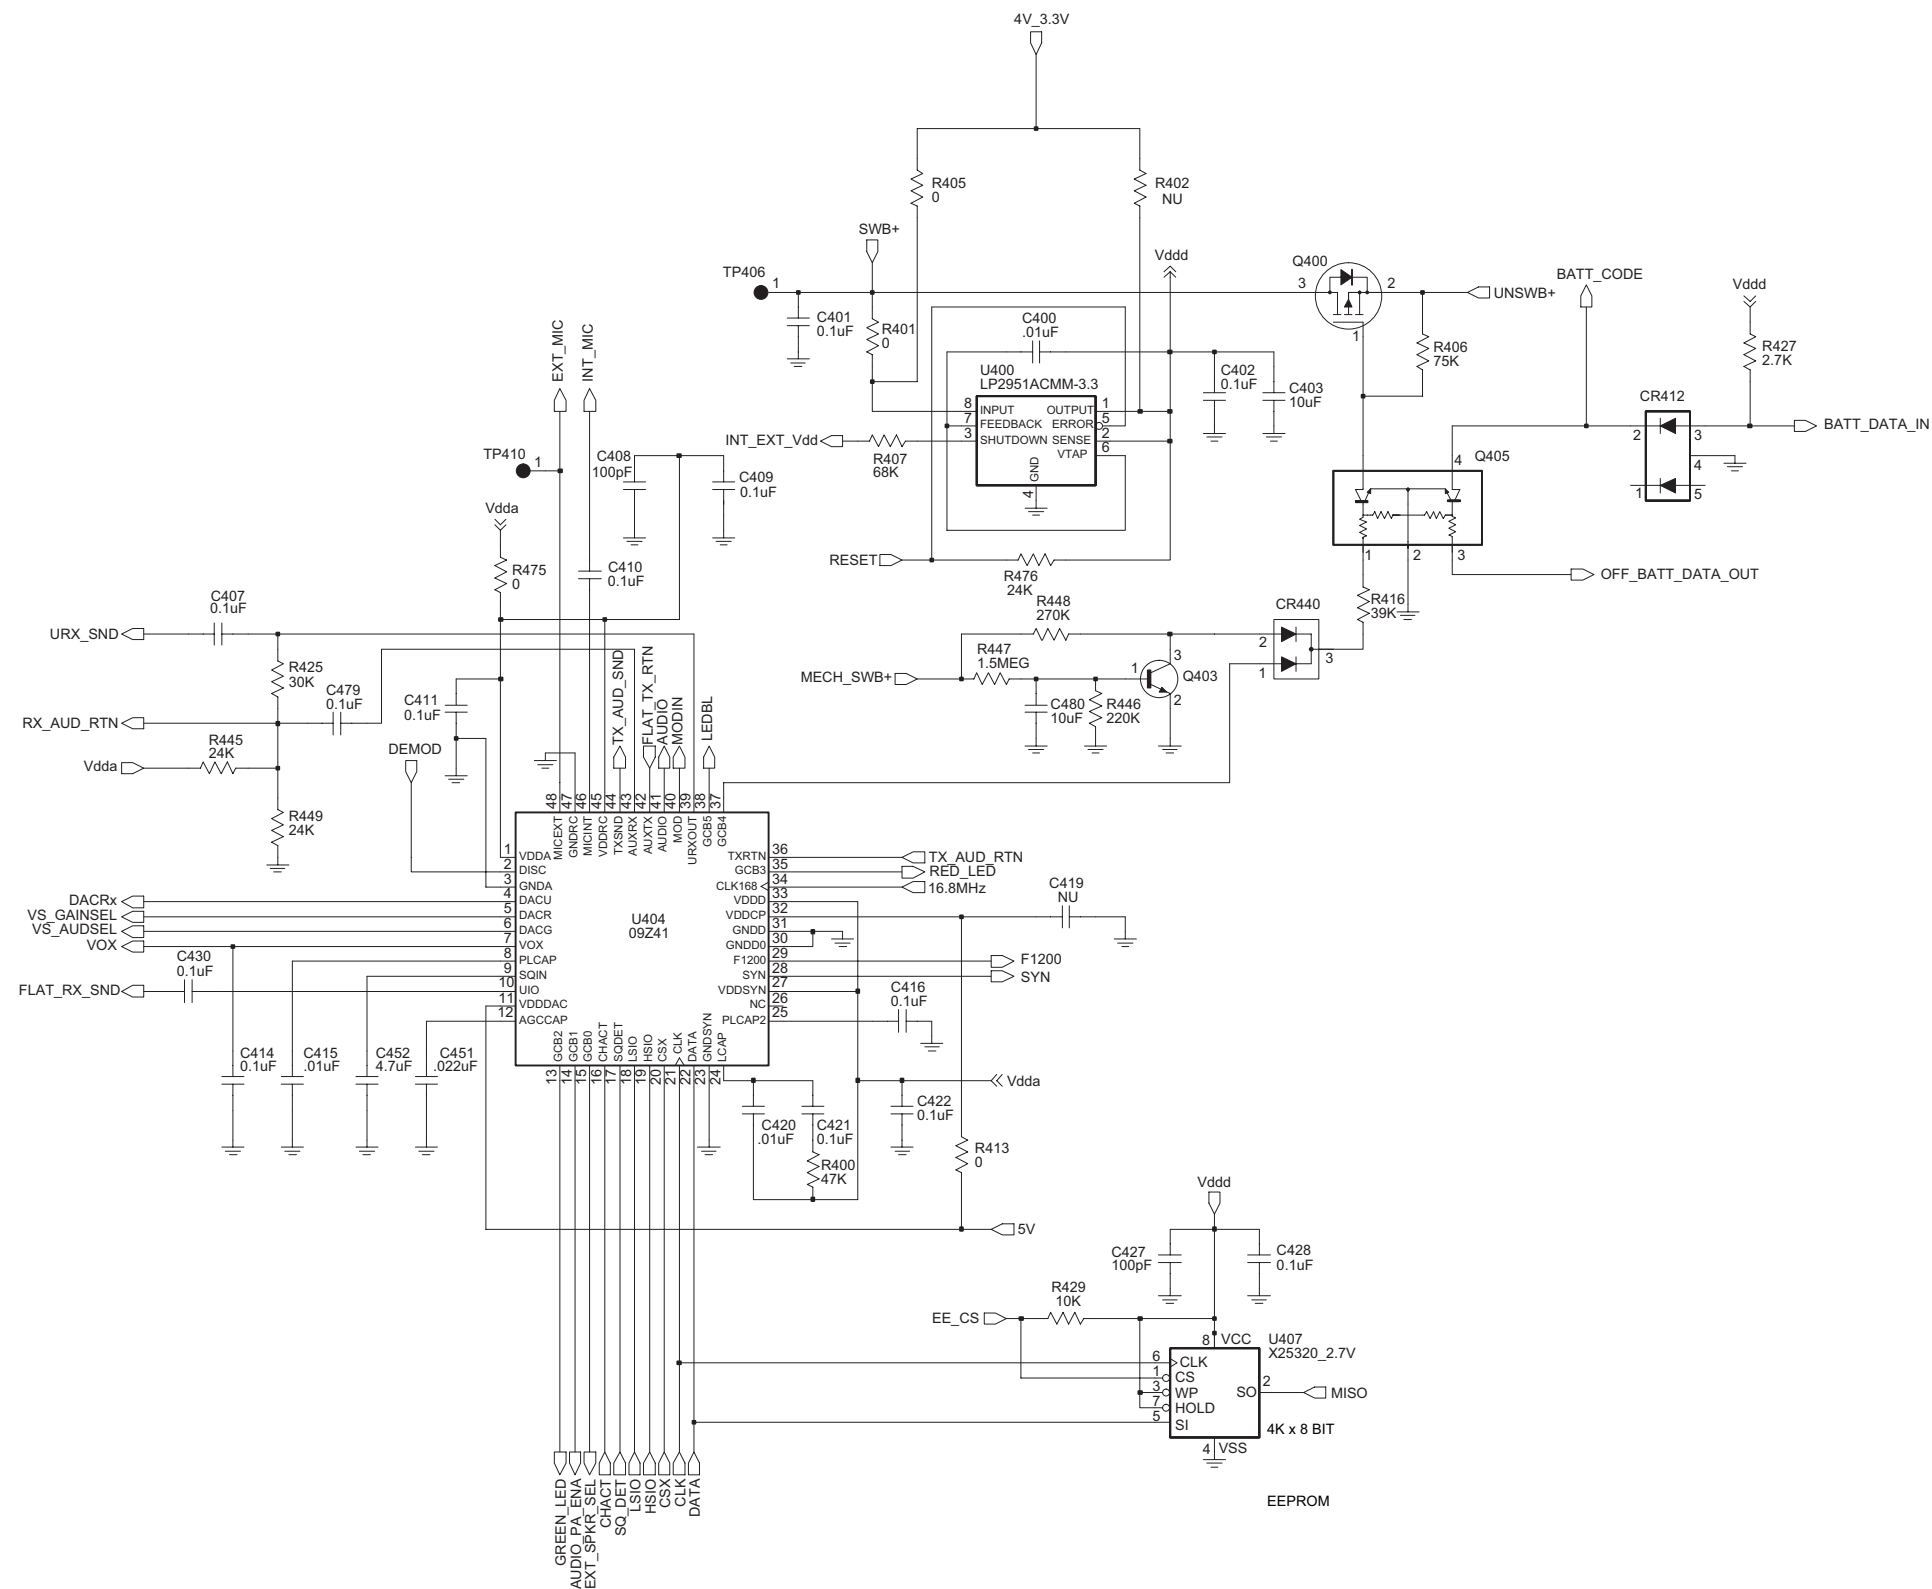 4V_3.3V
R405
0
R402
NU
SWB+
Vddd
TP406
1
C401
0.1uF
R401
0
C400
.01uF
U400
LP2951ACMM-3.3
8
INPUT
OUTPUT
1
7
FEEDBACK
ERROR
5
3
SHUTDOWN
SENSE
2
VTAP
6
GND
4
INT_EXT_Vdd
R407
68K
C402
0.1uF
C403
10uF
Q400
3
2
1
UNSWB+
R406
75K
BATT_CODE
Vddd
R427
2.7K
CR412
2
3
4
1
5
BATT_DATA_IN
Q405
4
1
2
3
OFF_BATT_DATA_OUT
R416
39K
RESET
R476
24K
R448
270K
R447
1.5MEG
MECH_SWB+
C480
10uF
R446
220K
1
3
2
Q403
CR440
2
1
3
EXT_MIC
INT_MIC
TP410
1
C408
100pF
C409
0.1uF
Vdda
R475
0
C410
0.1uF
C407
0.1uF
URX_SND
R425
30K
C479
0.1uF
RX_AUD_RTN
R445
24K
Vdda
R449
24K
C411
0.1uF
DEMOD
TX_AUD_SND
FLAT_TX_RTN
AUDIO
MODIN
LEDBL
48
47
46
45
44
43
42
41
40
39
38
37
MICEXT
GNDRC
MICINT
VDDRC
TXSND
AUXRX
AUXTX
AUDIO
MOD
URXOUT
GCB5
GCB4
1
VDDA
2
DISC
3
GNDA
4
DACU
5
DACR
6
DACG
7
VOX
8
PLCAP
9
SQIN
10
UIO
11
VDDDAC
12
AGCCAP
U404
09Z41
TXRTN
36
GCB3
35
CLK168
34
VDDD
33
VDDCP
32
GNDD
31
GNDD0
30
F1200
29
SYN
28
VDDSYN
27
NC
26
PLCAP2
25
GCB2
GCB1
GCB0
CHACT
SQDET
LSIO
HSIO
CSX
CLK
DATA
GNDSYN
LCAP
13
14
15
16
17
18
19
20
21
22
23
24
DACRx
VS_GAINSEL
VS_AUDSEL
VOX
C430
0.1uF
FLAT_RX_SND
C414
0.1uF
C415
.01uF
C452
4.7uF
C451
.022uF
TX_AUD_RTN
RED_LED
16.8MHz
C419
NU
F1200
SYN
C416
0.1uF
Vdda
C422
0.1uF
C420
.01uF
C421
0.1uF
R400
47K
R413
0
5V
Vddd
C427
100pF
C428
0.1uF
EE_CS
R429
10K
U407
X25320_2.7V
8
VCC
6
CLK
1
CS
3
WP
7
HOLD
5
SI
SO
2
MISO
4
VSS
4K x 8 BIT
EEPROM
GREEN_LED
AUDIO_PA_ENA
EXT_SPKR_SEL
CHACT
SQ_DET
LSIO
HSIO
CSX
CLK
DATA